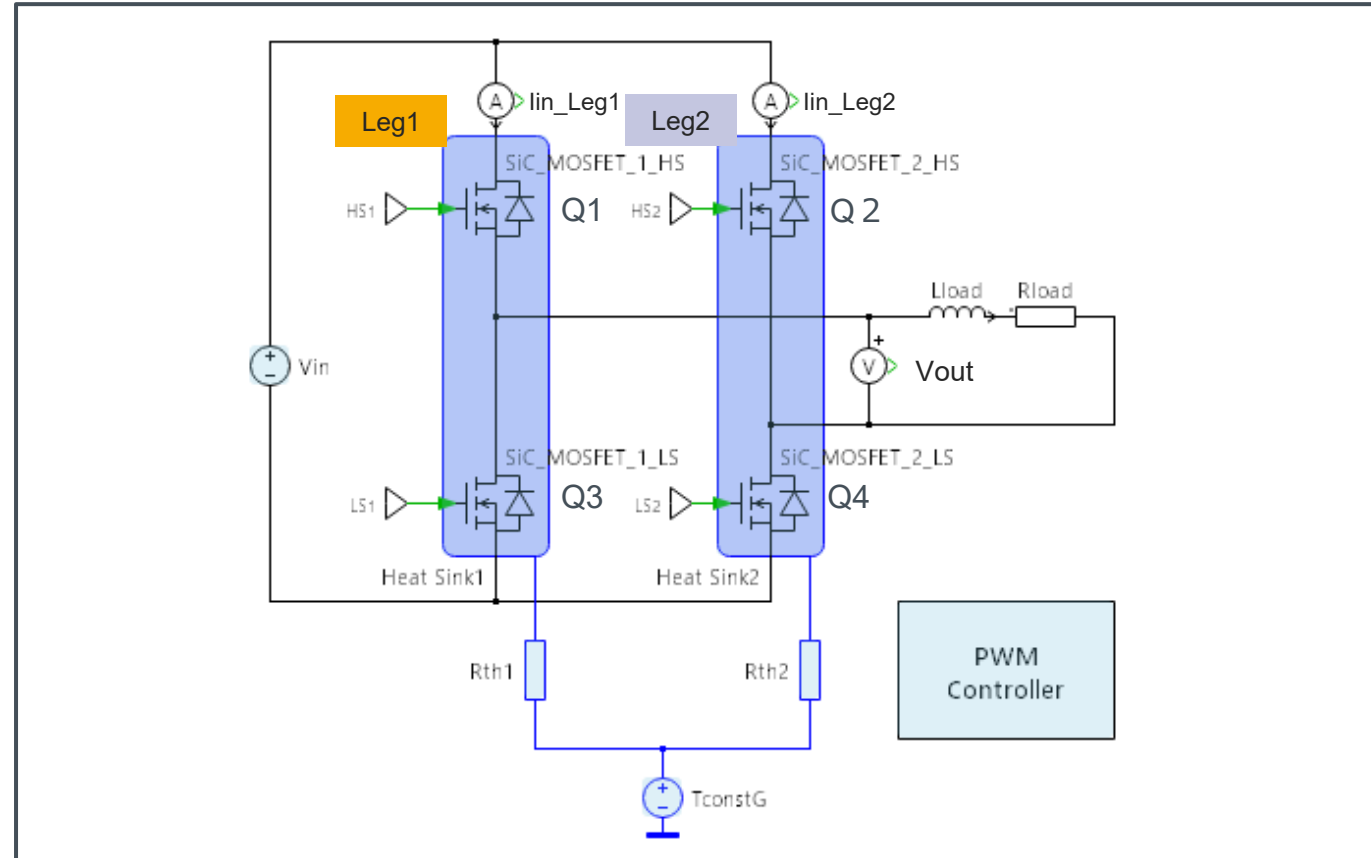 A Iin_Leg1
A Iin_Leg2
Leg1
Leg2
SiC_MOSFET_1_HS
SiC_MOSFET_2_HS
HS1
Q1
HS2
Q 2
Lload
Rload
Vin
V
Vout
SiC_MOSFET_1_LS
SiC_MOSFET_2_LS
LS1
Q3
LS2
Q4
Heat Sink1
Heat Sink2
Rth1
Rth2
PWM
Controller
TconstG